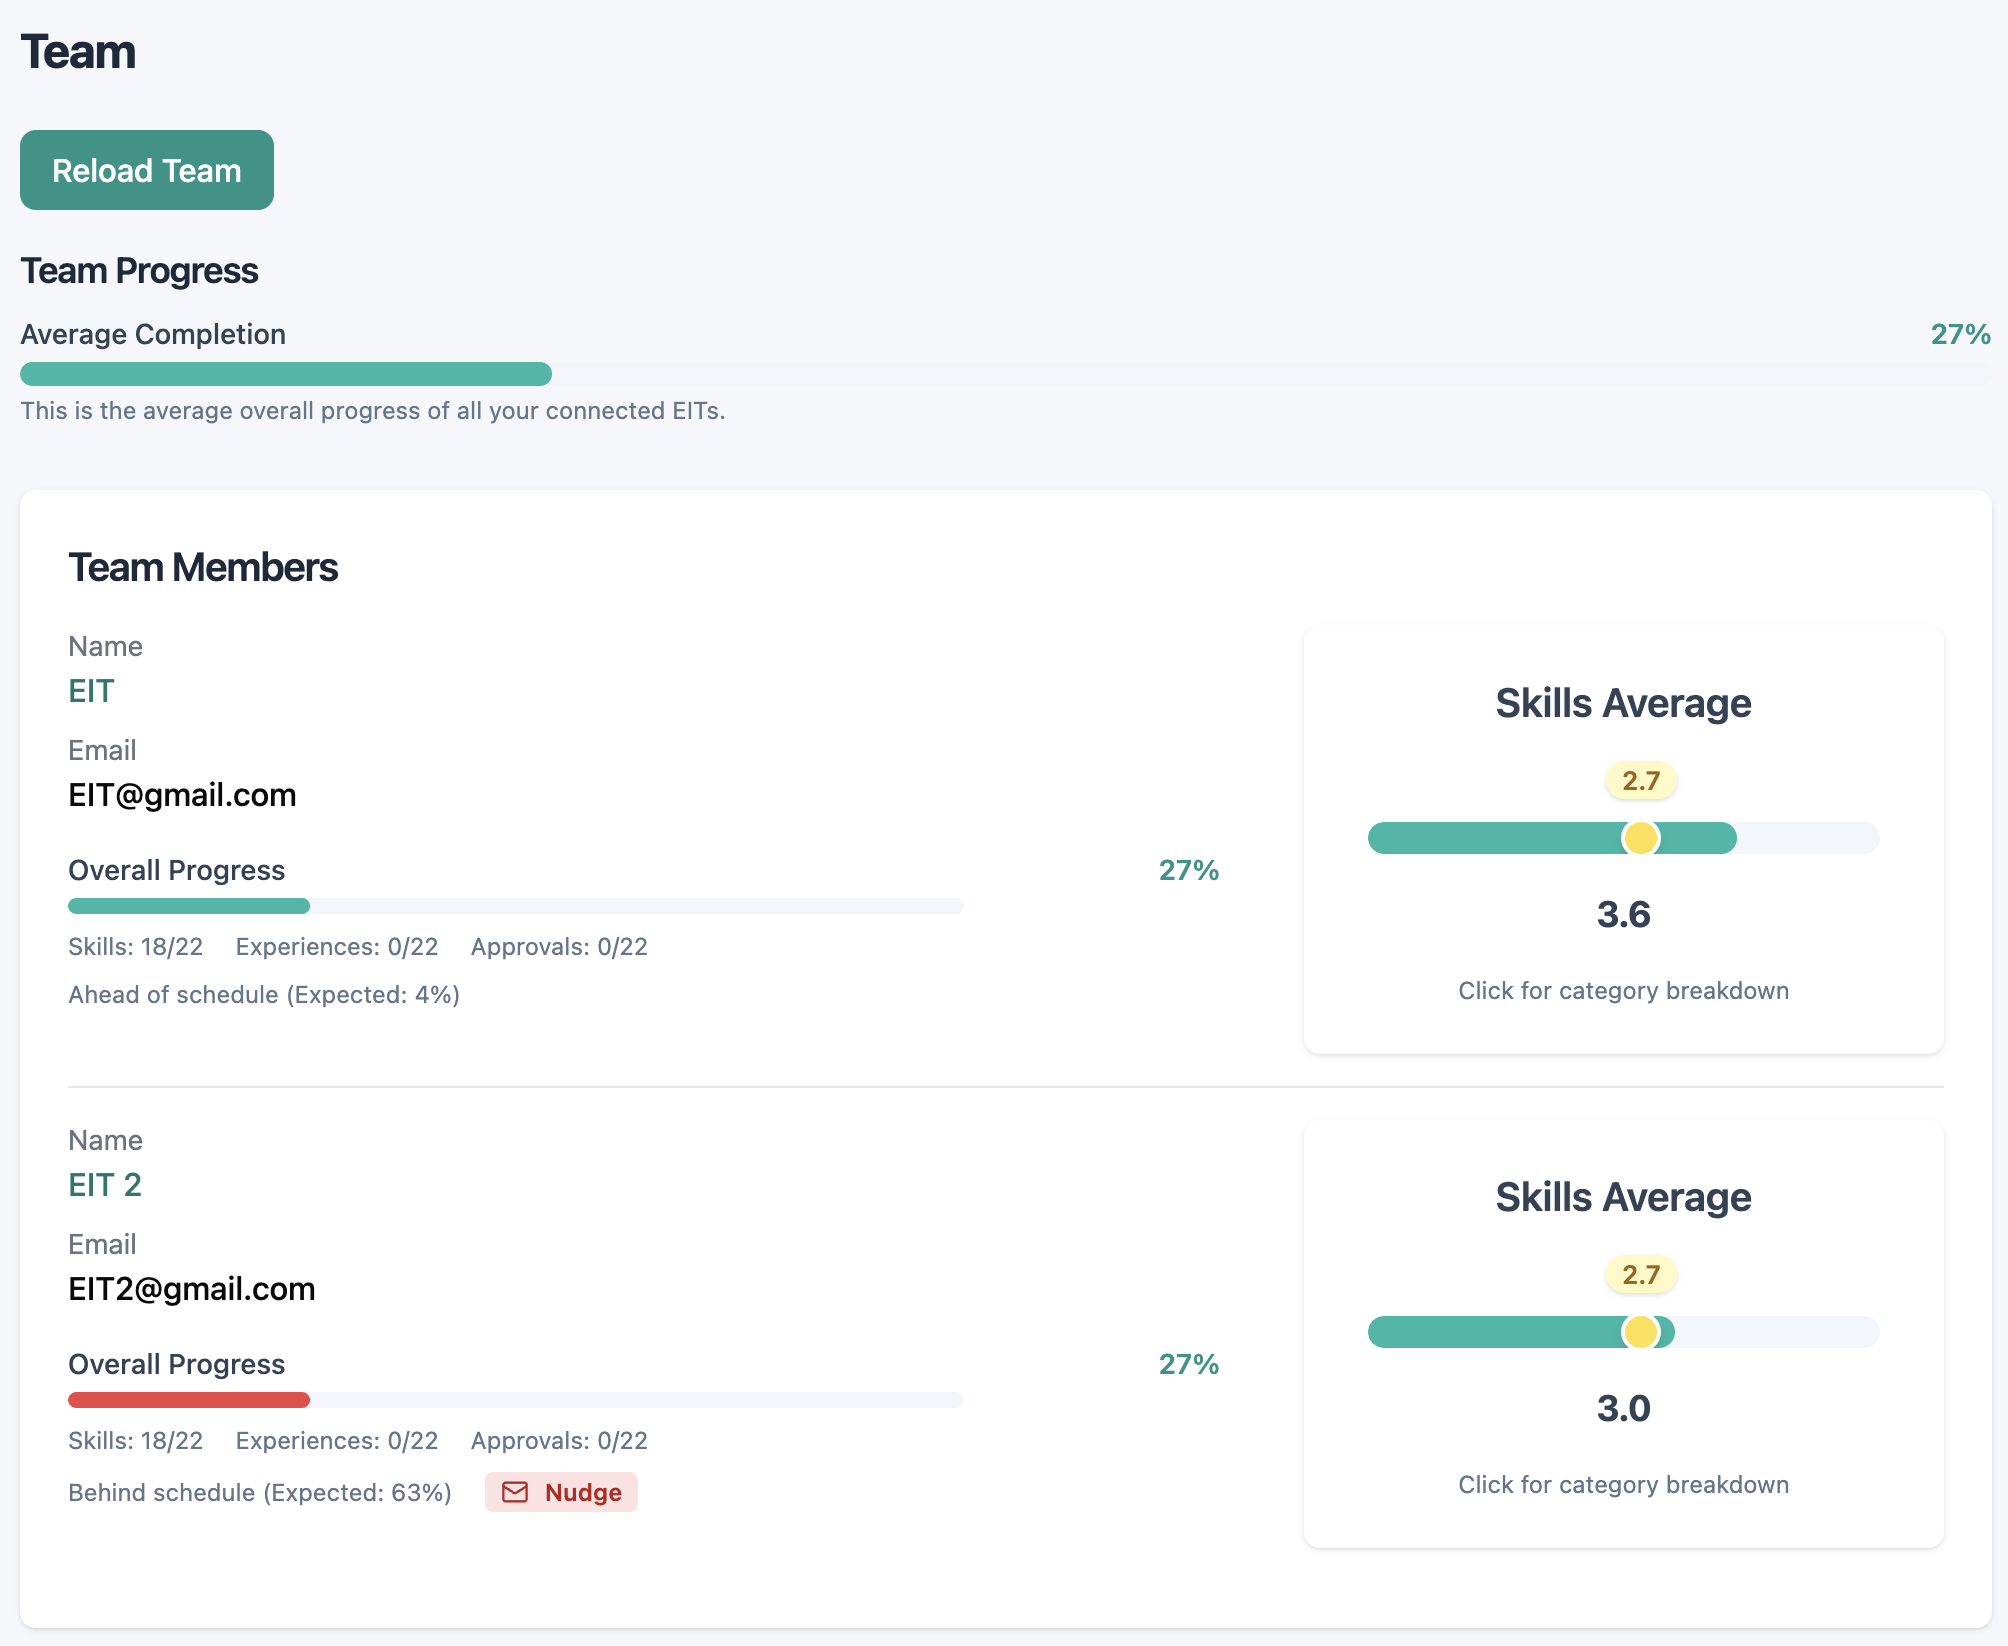 Team
Reload Team
Team Progress
Average Completion 27%
This is the average overall progress of all your connected EITs.
Team Members
Name
EIT
Email
EIT@gmail.com
Overall Progress 27%
Skills: 18/22 Experiences: 0/22 Approvals: 0/22
Ahead of schedule (Expected: 4%)
Skills Average
2.7
3.6
Click for category breakdown
Name
EIT 2
Email
EIT2@gmail.com
Overall Progress 27%
Skills: 18/22 Experiences: 0/22 Approvals: 0/22
Behind schedule (Expected: 63%) Nudge
Skills Average
2.7
3.0
Click for category breakdown